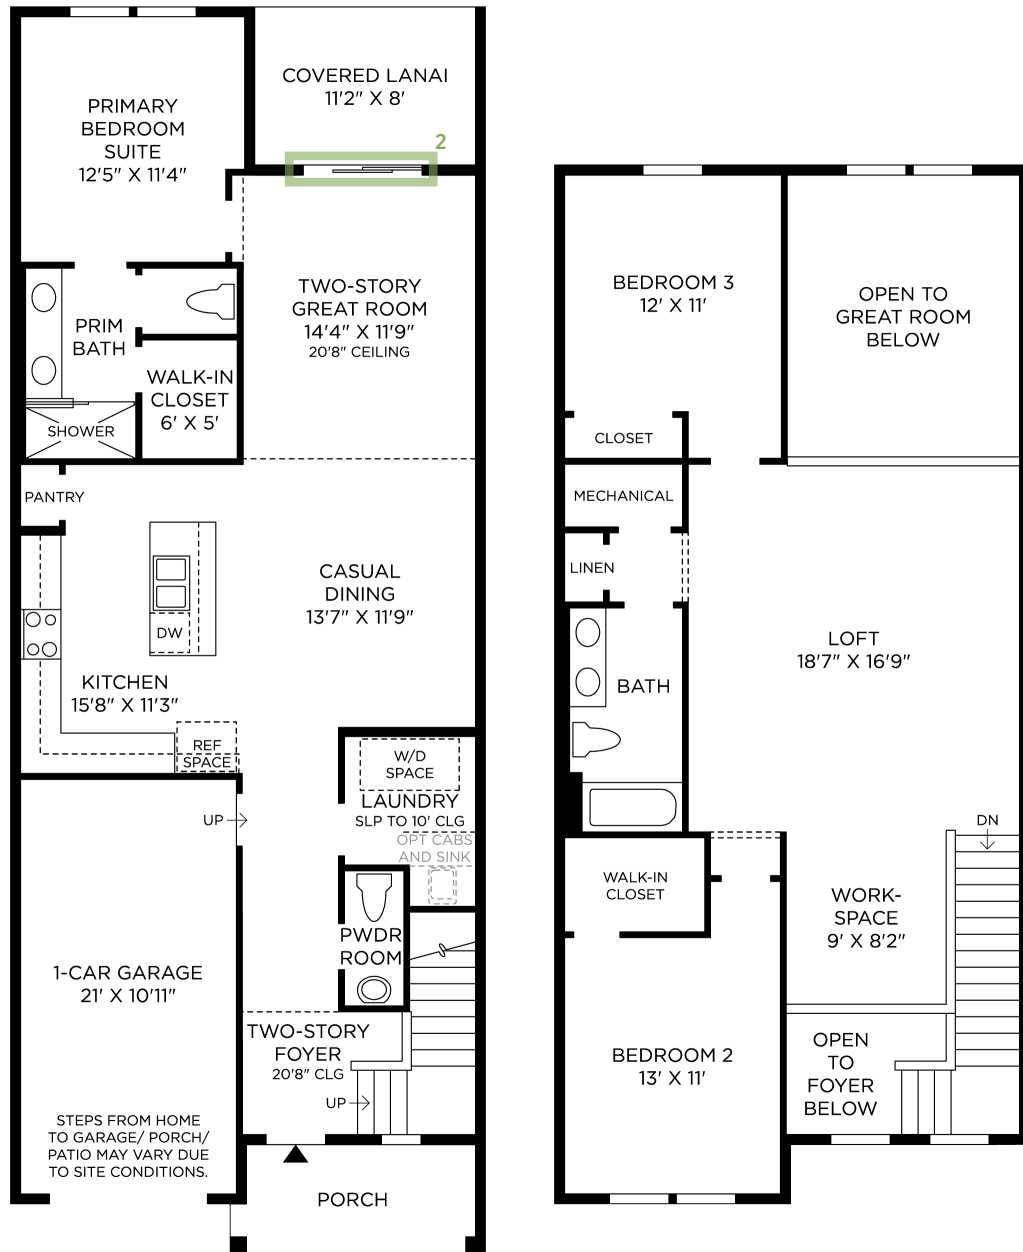 COVERED LANAI
11'2" X 8'
PRIMARY
BEDROOM
SUITE
12'5" X 11'4"
2
TWO-STORY
GREAT ROOM
14'4" X 11'9"
20'8" CEILING
PRIM
BATH
WALK-IN
CLOSET
6' X 5'
SHOWER
PANTRY
CASUAL
DINING
13'7" X 11'9"
DW
KITCHEN
15'8" X 11'3"
REF
SPACE
W/D
SPACE
LAUNDRY
SLP TO 10' CLG
OPT CABS
AND SINK
UP
PWDR
ROOM
1-CAR GARAGE
21' X 10'11"
TWO-STORY
FOYER
20'8" CLG
UP
STEPS FROM HOME
TO GARAGE/ PORCH/
PATIO MAY VARY DUE
TO SITE CONDITIONS.
PORCH
BEDROOM 3
12' X 11'
OPEN TO
GREAT ROOM
BELOW
CLOSET
MECHANICAL
LINEN
LOFT
18'7" X 16'9"
BATH
DN
WALK-IN
CLOSET
WORK-
SPACE
9' X 8'2"
BEDROOM 2
13' X 11'
OPEN
TO
FOYER
BELOW